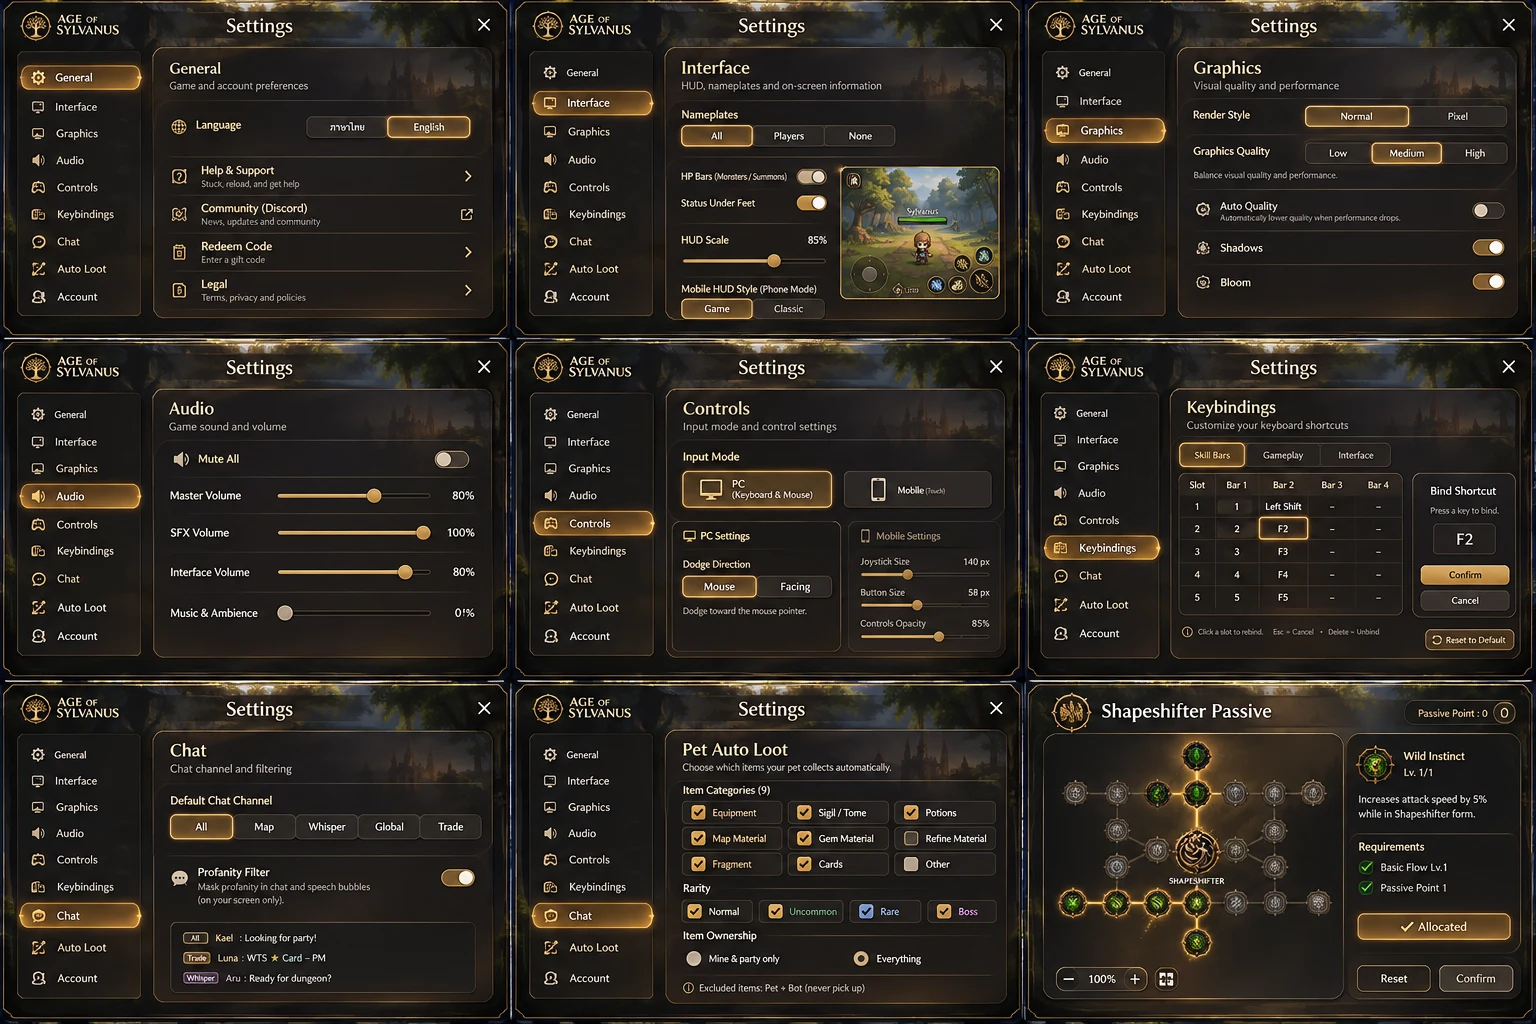 AGE OF
SYLVANUS
Settings
General
Interface
Graphics
Audio
Controls
Keybindings
Chat
Auto Loot
Account
General
Game and account preferences
Language
ภาษาไทย
English
Help & Support
Stuck, reload, and get help
Community (Discord)
News, updates and community
Redeem Code
Enter a gift code
Legal
Terms, privacy and policies
AGE OF
SYLVANUS
Settings
General
Interface
Graphics
Audio
Controls
Keybindings
Chat
Auto Loot
Account
Interface
HUD, nameplates and on-screen information
Nameplates
All
Players
None
HP Bars (Monsters / Summons)
Status Under Feet
HUD Scale
85%
Mobile HUD Style (Phone Mode)
Game
Classic
Sylvanus
AGE OF
SYLVANUS
Settings
General
Interface
Graphics
Audio
Controls
Keybindings
Chat
Auto Loot
Account
Graphics
Visual quality and performance
Render Style
Normal
Pixel
Graphics Quality
Low
Medium
High
Balance visual quality and performance.
Auto Quality
Automatically lower quality when performance drops.
Shadows
Bloom
AGE OF
SYLVANUS
Settings
General
Interface
Graphics
Audio
Controls
Keybindings
Chat
Auto Loot
Account
Audio
Game sound and volume
Mute All
Master Volume
80%
SFX Volume
100%
Interface Volume
80%
Music & Ambience
AGE OF
SYLVANUS
Settings
General
Interface
Graphics
Audio
Controls
Keybindings
Chat
Auto Loot
Account
Controls
Input mode and control settings
Input Mode
PC
(Keyboard & Mouse)
Mobile (Touch)
PC Settings
Dodge Direction
Mouse
Facing
Dodge toward the mouse pointer.
Mobile Settings
Joystick Size
140 px
Button Size
58 px
Controls Opacity
85%
AGE OF
SYLVANUS
Settings
General
Interface
Graphics
Audio
Controls
Keybindings
Chat
Auto Loot
Account
Keybindings
Customize your keyboard shortcuts
Skill Bars
Gameplay
Interface
Slot Bar 1 Bar 2 Bar 3 Bar 4
1 1 Left Shift – –
2 2 F2 – –
3 3 F3 – –
4 4 F4 – –
5 5 F5 – –
Click a slot to rebind. Esc = Cancel • Delete = Unbind
Bind Shortcut
Press a key to bind.
F2
Confirm
Cancel
Reset to Default
AGE OF
SYLVANUS
Settings
General
Interface
Graphics
Audio
Controls
Keybindings
Chat
Auto Loot
Account
Chat
Chat channel and filtering
Default Chat Channel
All
Map
Whisper
Global
Trade
Profanity Filter
Mask profanity in chat and speech bubbles
(on your screen only).
All Kael : Looking for party!
Trade Luna : WTS ★ Card – PM
Whisper Aru : Ready for dungeon?
AGE OF
SYLVANUS
Settings
General
Interface
Graphics
Audio
Controls
Keybindings
Chat
Auto Loot
Account
Pet Auto Loot
Choose which items your pet collects automatically.
Item Categories (9)
Equipment
Sigil / Tome
Potions
Map Material
Gem Material
Refine Material
Fragment
Cards
Other
Rarity
Normal
Uncommon
Rare
Boss
Item Ownership
Mine & party only
Everything
Excluded items: Pet + Bot (never pick up)
Shapeshifter Passive
Passive Point : 0
0
SHAPESHIFTER
100%
Wild Instinct
Lv. 1/1
Increases attack speed by 5%
while in Shapeshifter form.
Requirements
Basic Flow Lv.1
Passive Point 1
Allocated
Reset
Confirm